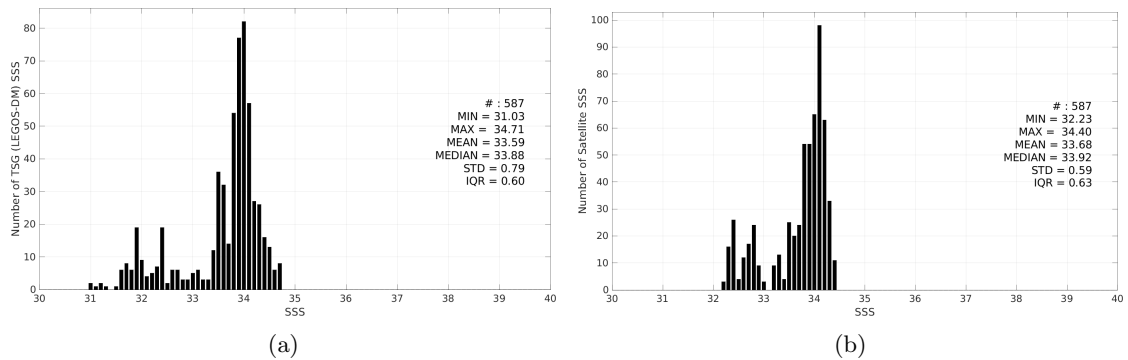 Number of TSG (LEGOS-DM) SSS
80
70
60
50
40
30
20
10
0
30 31 32 33 34 35 36 37 38 39 40
SSS
# : 587
MIN = 31.03
MAX = 34.71
MEAN = 33.59
MEDIAN = 33.88
STD = 0.79
IQR = 0.60
(a)
Number of Satellite SSS
100
90
80
70
60
50
40
30
20
10
0
30 31 32 33 34 35 36 37 38 39 40
SSS
# : 587
MIN = 32.23
MAX = 34.40
MEAN = 33.68
MEDIAN = 33.92
STD = 0.59
IQR = 0.63
(b)